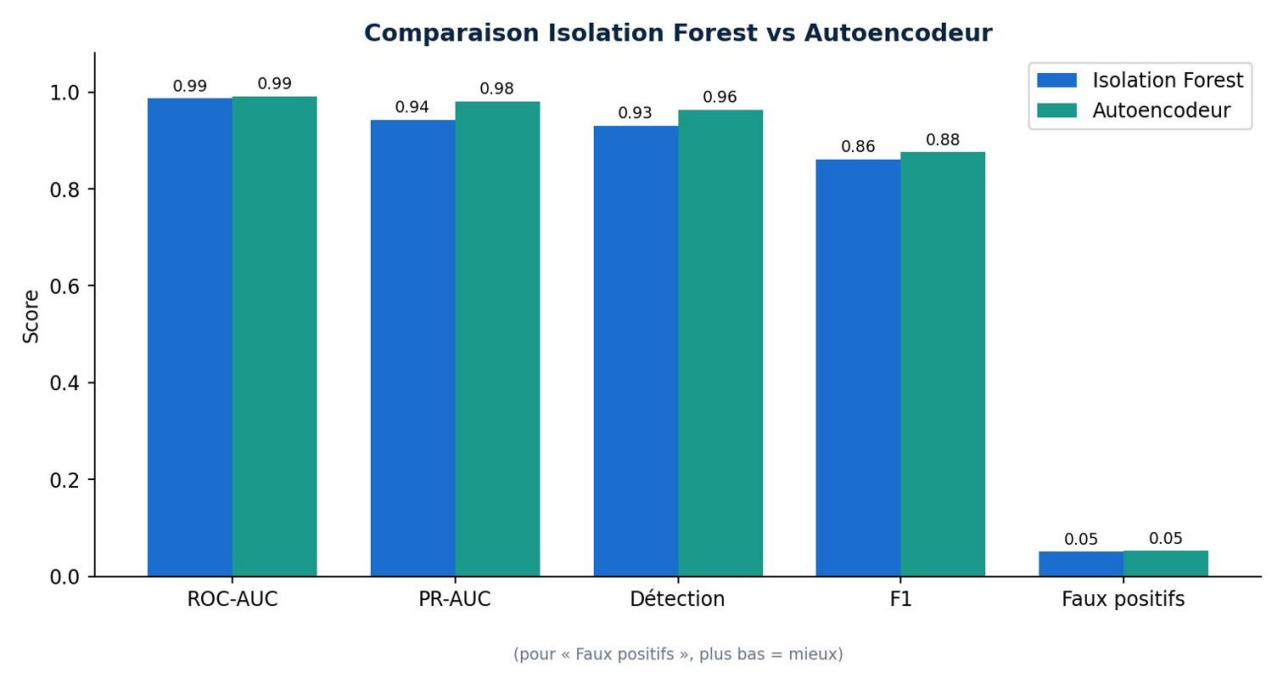 Comparaison Isolation Forest vs Autoencodeur
Isolation Forest
Autoencodeur
0.99 0.99 0.94 0.98 0.93 0.96 0.86 0.88 0.05 0.05
1.0
0.8
0.6
0.4
0.2
0.0
Score
ROC-AUC PR-AUC Détection F1 Faux positifs
(pour « Faux positifs », plus bas = mieux)